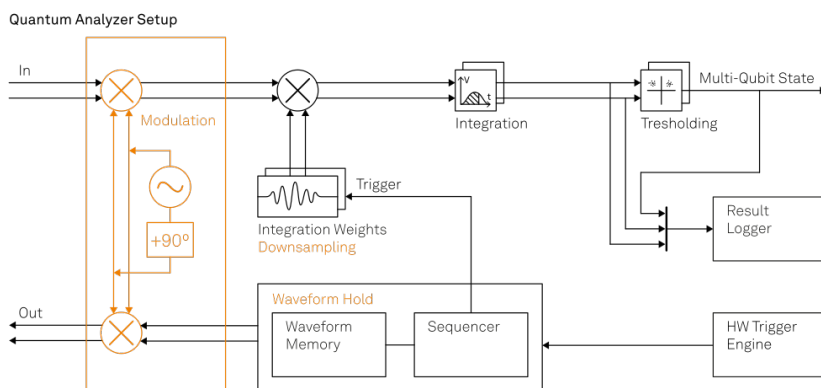 Quantum Analyzer Setup
In
Modulation
+90º
Out
V
t
Integration
Tresholding
Multi-Qubit State
Trigger
Integration Weights
Downsampling
Result
Logger
Waveform Hold
Waveform
Memory
Sequencer
HW Trigger
Engine